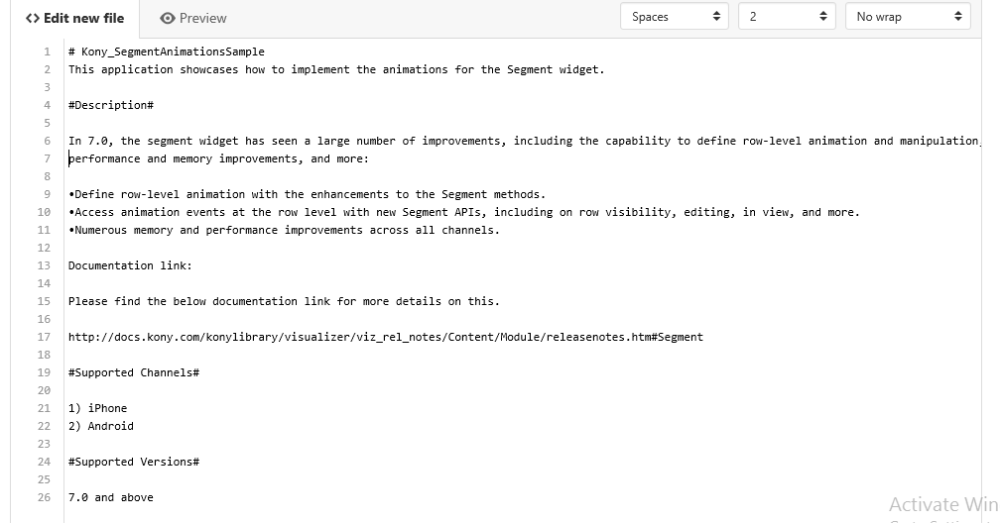 <> Edit new file
Preview
Spaces
2
No wrap
1 # Kony_SegmentAnimationsSample
2 This application showcases how to implement the animations for the Segment widget.
3
4 #Description#
5
6 In 7.0, the segment widget has seen a large number of improvements, including the capability to define row-level animation and manipulation,
7 performance and memory improvements, and more:
8
9 •Define row-level animation with the enhancements to the Segment methods.
10 •Access animation events at the row level with new Segment APIs, including on row visibility, editing, in view, and more.
11 •Numerous memory and performance improvements across all channels.
12
13 Documentation link:
14
15 Please find the below documentation link for more details on this.
16
17 http://docs.kony.com/konylibrary/visualizer/viz_rel_notes/Content/Module/releasenotes.htm#Segment
18
19 #Supported Channels#
20
21 1) iPhone
22 2) Android
23
24 #Supported Versions#
25
26 7.0 and above
Activate Win